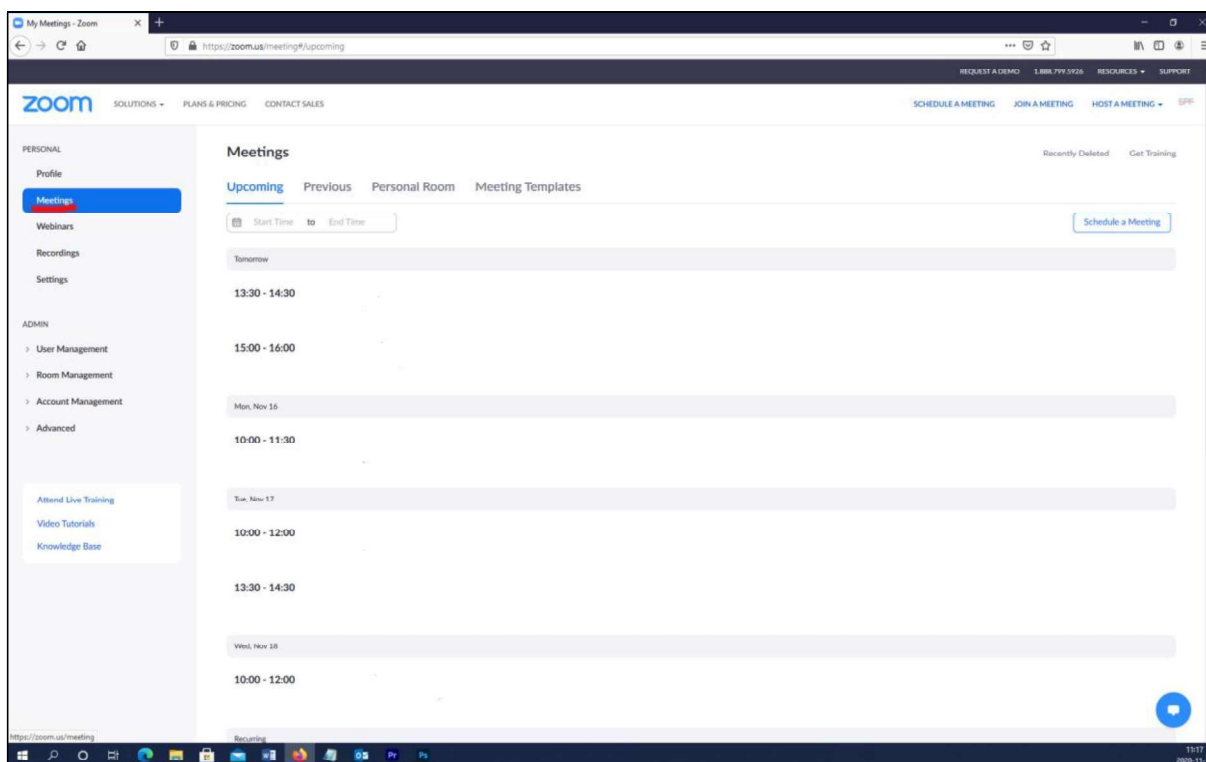 My Meetings - Zoom
https://zoom.us/meeting#/upcoming
REQUEST A DEMO 1.888.799.5926 RESOURCES SUPPORT
zoom SOLUTIONS PLANS & PRICING CONTACT SALES SCHEDULE A MEETING JOIN A MEETING HOST A MEETING
PERSONAL
Profile
Meetings
Webinars
Recordings
Settings
ADMIN
User Management
Room Management
Account Management
Advanced
Attend Live Training
Video Tutorials
Knowledge Base
Meetings
Recently Deleted Get Training
Upcoming Previous Personal Room Meeting Templates
Start Time to End Time
Schedule a Meeting
Tomorrow
13:30 - 14:30
15:00 - 16:00
Mon, Nov 16
10:00 - 11:30
Tue, Nov 17
10:00 - 12:00
13:30 - 14:30
Wed, Nov 18
10:00 - 12:00
Recurring
https://zoom.us/meeting
11:17
2020-11-